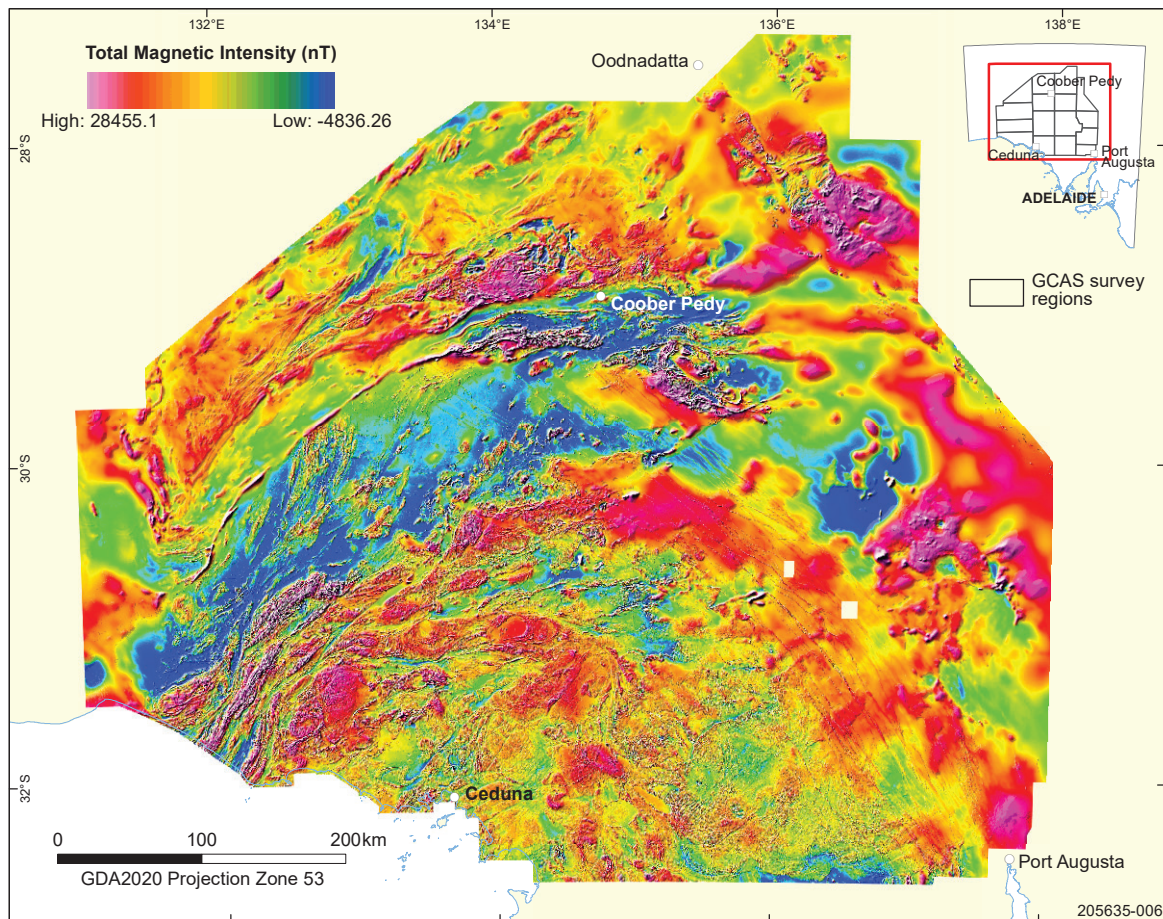 132°E
134°E
136°E
138°E
Total Magnetic Intensity (nT)
High: 28455.1
Low: -4836.26
Oodnadatta
Coober Pedy
Ceduna
Port
Augusta
ADELAIDE
GCAS survey
regions
28°S
Coober Pedy
30°S
32°S
Ceduna
0
100
200km
GDA2020 Projection Zone 53
Port Augusta
205635-006